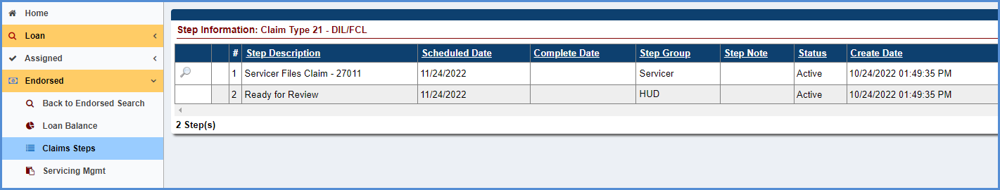 Home
Loan
Assigned
Endorsed
Back to Endorsed Search
Loan Balance
Claims Steps
Servicing Mgmt
Step Information: Claim Type 21 - DIL/FCL
# Step Description Scheduled Date Complete Date Step Group Step Note Status Create Date
1 Servicer Files Claim - 27011 11/24/2022 Servicer Active 10/24/2022 01:49:35 PM
2 Ready for Review 11/24/2022 HUD Active 10/24/2022 01:49:35 PM
2 Step(s)